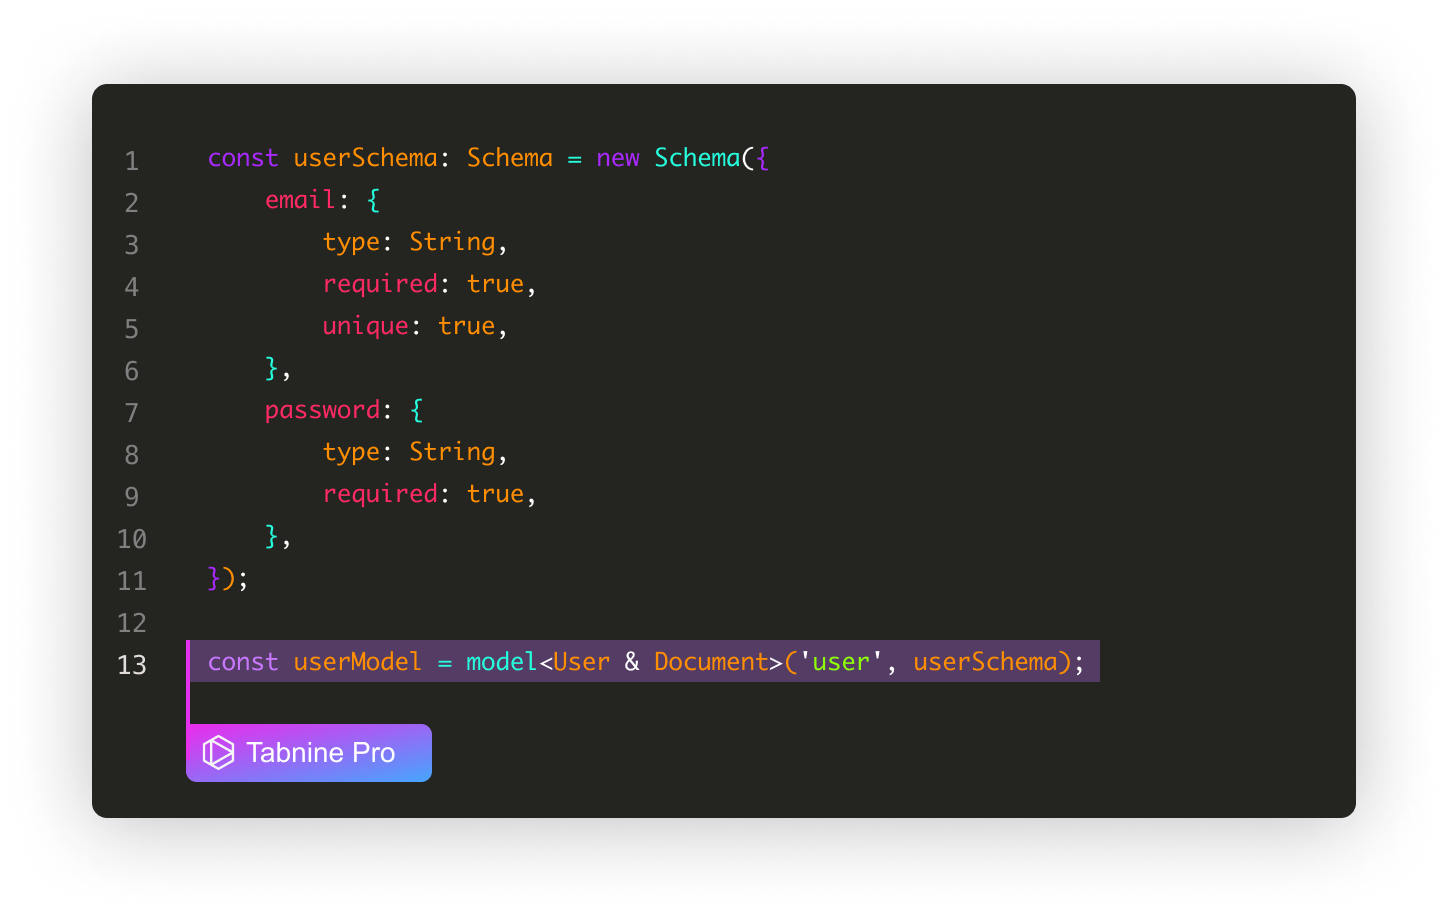 1 const userSchema: Schema = new Schema({
2     email: {
3         type: String,
4         required: true,
5         unique: true,
6     },
7     password: {
8         type: String,
9         required: true,
10     },
11 });
12
13 const userModel = model<User & Document>('user', userSchema);
Tabnine Pro